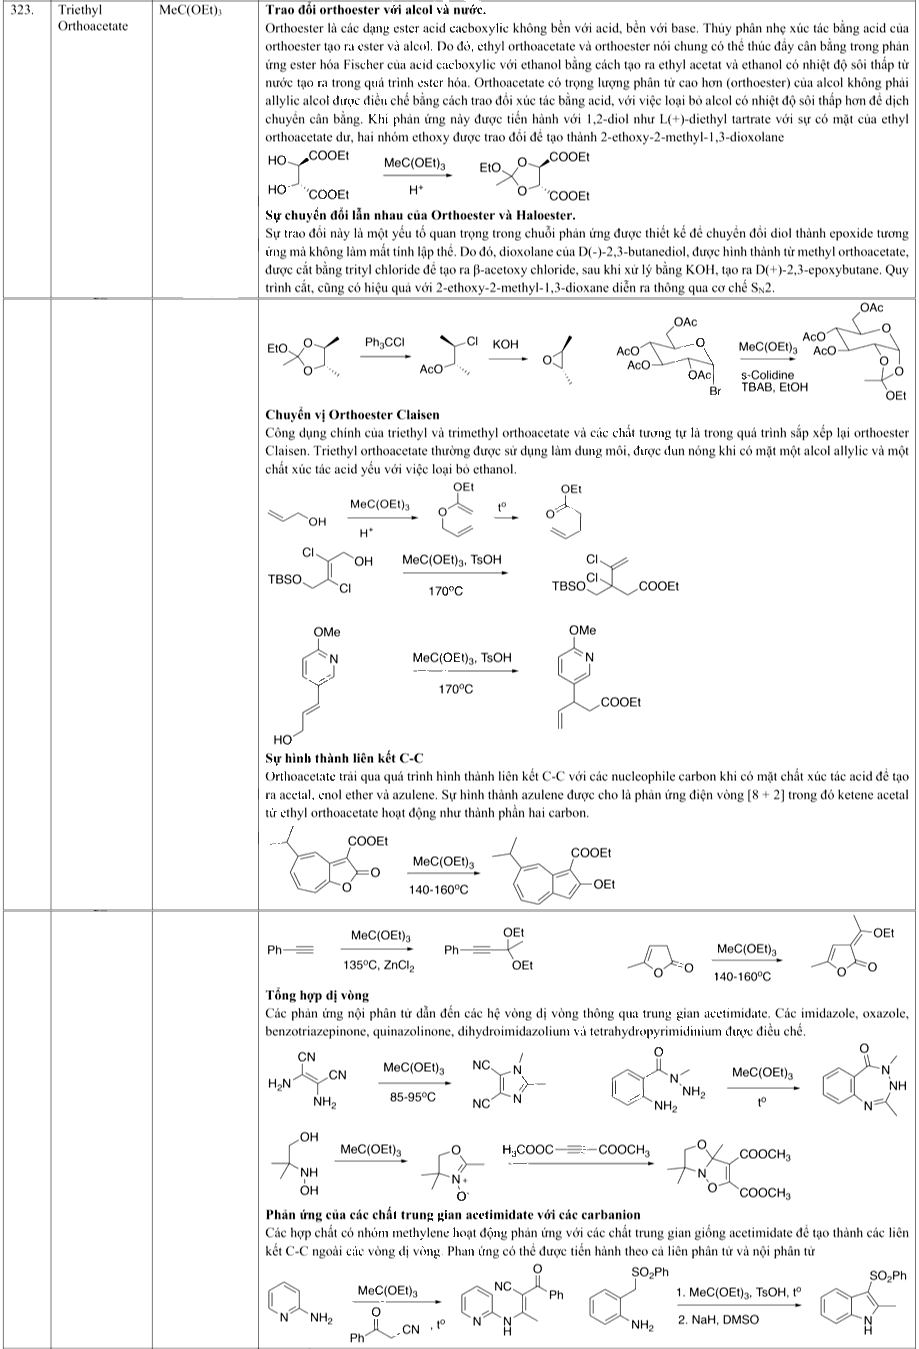 323.
Triethyl
Orthoacetate
MeC(OEt)₃
Trao đổi orthoester với alcol và nước.
Orthoester là các dạng ester acid cacboxylic không bền với acid, bền với base. Thủy phân nhẹ xúc tác bằng acid của
orthoester tạo ra ester và alcol. Do đó, ethyl orthoacetate và orthoester nói chung có thể thúc đẩy cân bằng trong phản
ứng ester hóa Fischer của acid cacboxylic với ethanol bằng cách tạo ra ethyl acetat và ethanol có nhiệt độ sôi thấp từ
nước tạo ra trong quá trình ester hóa. Orthoacetate có trọng lượng phân tử cao hơn (orthoester) của alcol không phải
allylic alcol được điều chế bằng cách trao đổi xúc tác bằng acid, với việc loại bỏ alcol có nhiệt độ sôi thấp hơn để dịch
chuyển cân bằng. Khi phản ứng này được tiến hành với 1,2-diol như L(+)-diethyl tartrate với sự có mặt của ethyl
orthoacetate dư, hai nhóm ethoxy được trao đổi để tạo thành 2-ethoxy-2-methyl-1,3-dioxolane
HO COOEt HO COOEt MeC(OEt)₃ H⁺ EtO O O COOEt COOEt
Sự chuyển đổi lẫn nhau của Orthoester và Haloester.
Sự trao đổi này là một yếu tố quan trọng trong chuỗi phản ứng được thiết kế để chuyển đổi diol thành epoxide tương
ứng mà không làm mất tính lập thể. Do đó, dioxolane của D(-)-2,3-butanediol, được hình thành từ methyl orthoacetate,
được cắt bằng trityl chloride để tạo ra β-acetoxy chloride, sau khi xử lý bằng KOH, tạo ra D(+)-2,3-epoxybutane. Quy
trình cắt, cũng có hiệu quả với 2-ethoxy-2-methyl-1,3-dioxane diễn ra thông qua cơ chế S<sub>N</sub>2.
EtO O O Ph₃CCl Cl AcO KOH O OAc AcO AcO O OAc Br MeC(OEt)₃ s-Colidine TBAB, EtOH OAc AcO AcO O O O OEt
Chuyển vị Orthoester Claisen
Công dụng chính của triethyl và trimethyl orthoacetate và các chất tương tự là trong quá trình sắp xếp lại orthoester
Claisen. Triethyl orthoacetate thường được sử dụng làm dung môi, được đun nóng khi có mặt một alcol allylic và một
chất xúc tác acid yếu với việc loại bỏ ethanol.
OH MeC(OEt)₃ H⁺ OEt O t⁰ OEt O
Cl OH TBSO Cl MeC(OEt)₃, TsOH 170⁰C Cl TBSO Cl COOEt
OMe N HO MeC(OEt)₃, TsOH 170⁰C OMe N COOEt
Sự hình thành liên kết C-C
Orthoacetate trải qua quá trình hình thành liên kết C-C với các nucleophile carbon khi có mặt chất xúc tác acid để tạo
ra acetal, enol ether và azulene. Sự hình thành azulene được cho là phản ứng điện vòng [8 + 2] trong đó ketene acetal
từ ethyl orthoacetate hoạt động như thành phần hai carbon.
COOEt O O MeC(OEt)₃ 140-160⁰C COOEt OEt
Ph MeC(OEt)₃ 135⁰C, ZnCl₂ Ph OEt OEt O O MeC(OEt)₃ 140-160⁰C OEt O O
Tổng hợp dị vòng
Các phản ứng nội phân tử dẫn đến các hệ vòng dị vòng thông qua trung gian acetimidate. Các imidazole, oxazole,
benzotriazepinone, quinazolinone, dihydroimidazolium và tetrahydropyrimidinium được điều chế.
CN H₂N CN NH₂ MeC(OEt)₃ 85-95⁰C NC NC N N O N NH₂ NH₂ MeC(OEt)₃ t⁰ O N NH N
OH NH OH MeC(OEt)₃ O N⁺ O⁻ H₃COOC COOCH₃ O N O COOCH₃ COOCH₃
Phản ứng của các chất trung gian acetimidate với các carbanion
Các hợp chất có nhóm methylene hoạt động phản ứng với các chất trung gian giống acetimidate để tạo thành các liên
kết C-C ngoài các vòng dị vòng. Phản ứng có thể được tiến hành theo cả liên phân tử và nội phân tử
N NH₂ MeC(OEt)₃ O Ph CN , t⁰ NC O Ph N N H SO₂Ph NH₂ 1. MeC(OEt)₃, TsOH, t⁰ 2. NaH, DMSO SO₂Ph N H